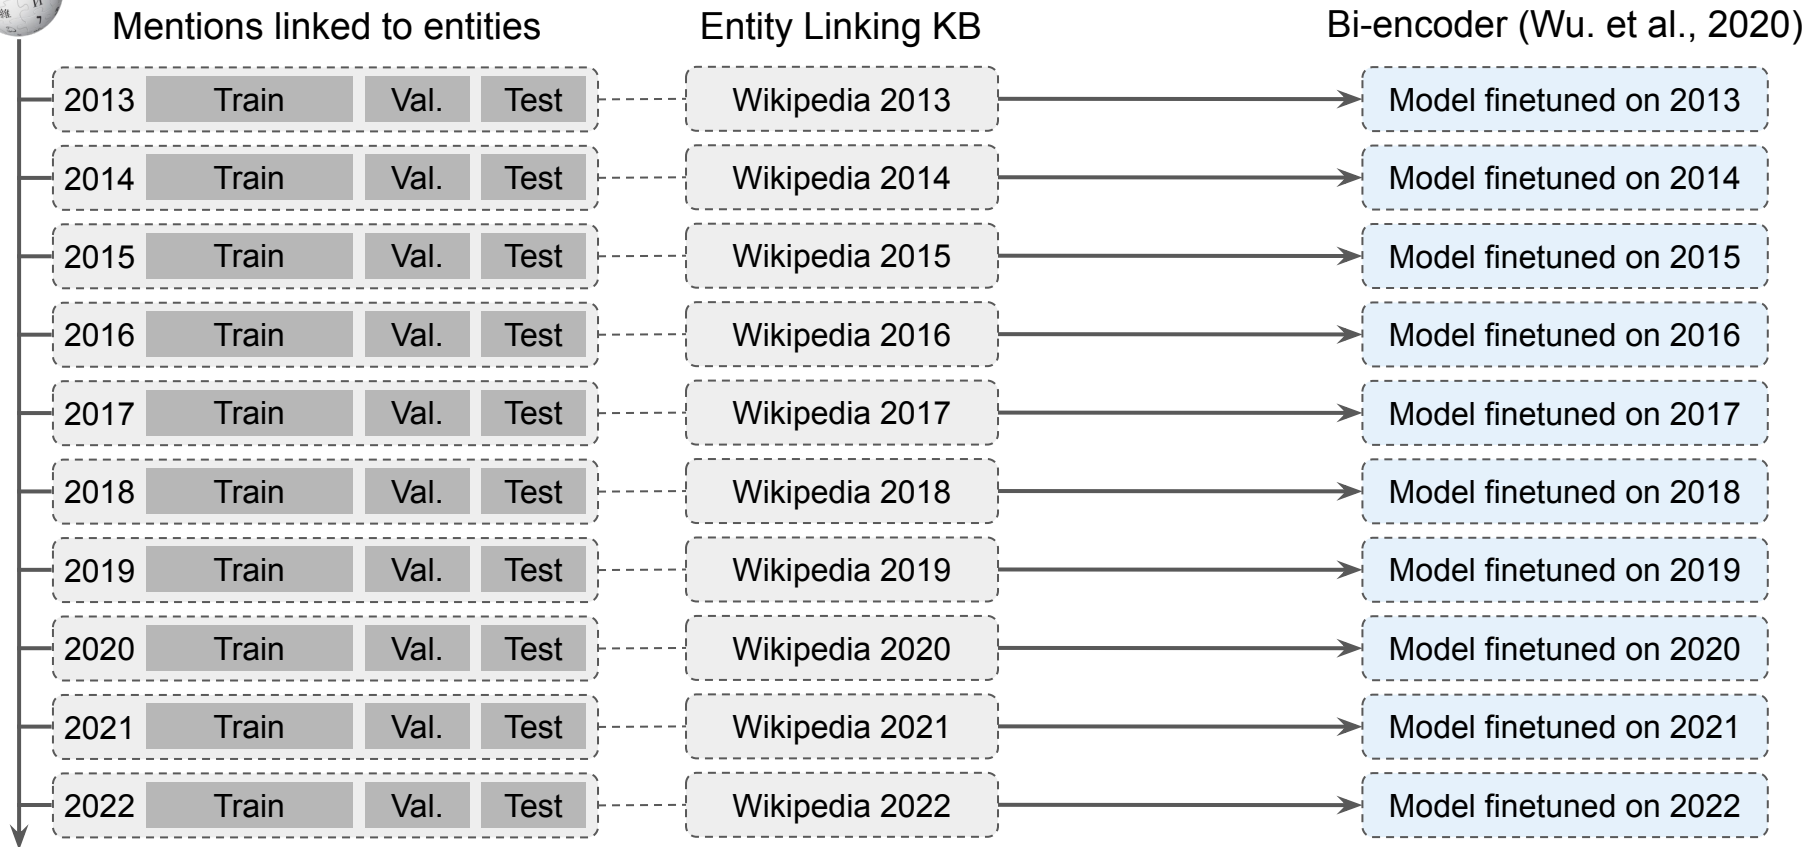 Mentions linked to entities Entity Linking KB Bi-encoder (Wu. et al., 2020)
2013 Train Val. Test Wikipedia 2013 Model finetuned on 2013
2014 Train Val. Test Wikipedia 2014 Model finetuned on 2014
2015 Train Val. Test Wikipedia 2015 Model finetuned on 2015
2016 Train Val. Test Wikipedia 2016 Model finetuned on 2016
2017 Train Val. Test Wikipedia 2017 Model finetuned on 2017
2018 Train Val. Test Wikipedia 2018 Model finetuned on 2018
2019 Train Val. Test Wikipedia 2019 Model finetuned on 2019
2020 Train Val. Test Wikipedia 2020 Model finetuned on 2020
2021 Train Val. Test Wikipedia 2021 Model finetuned on 2021
2022 Train Val. Test Wikipedia 2022 Model finetuned on 2022